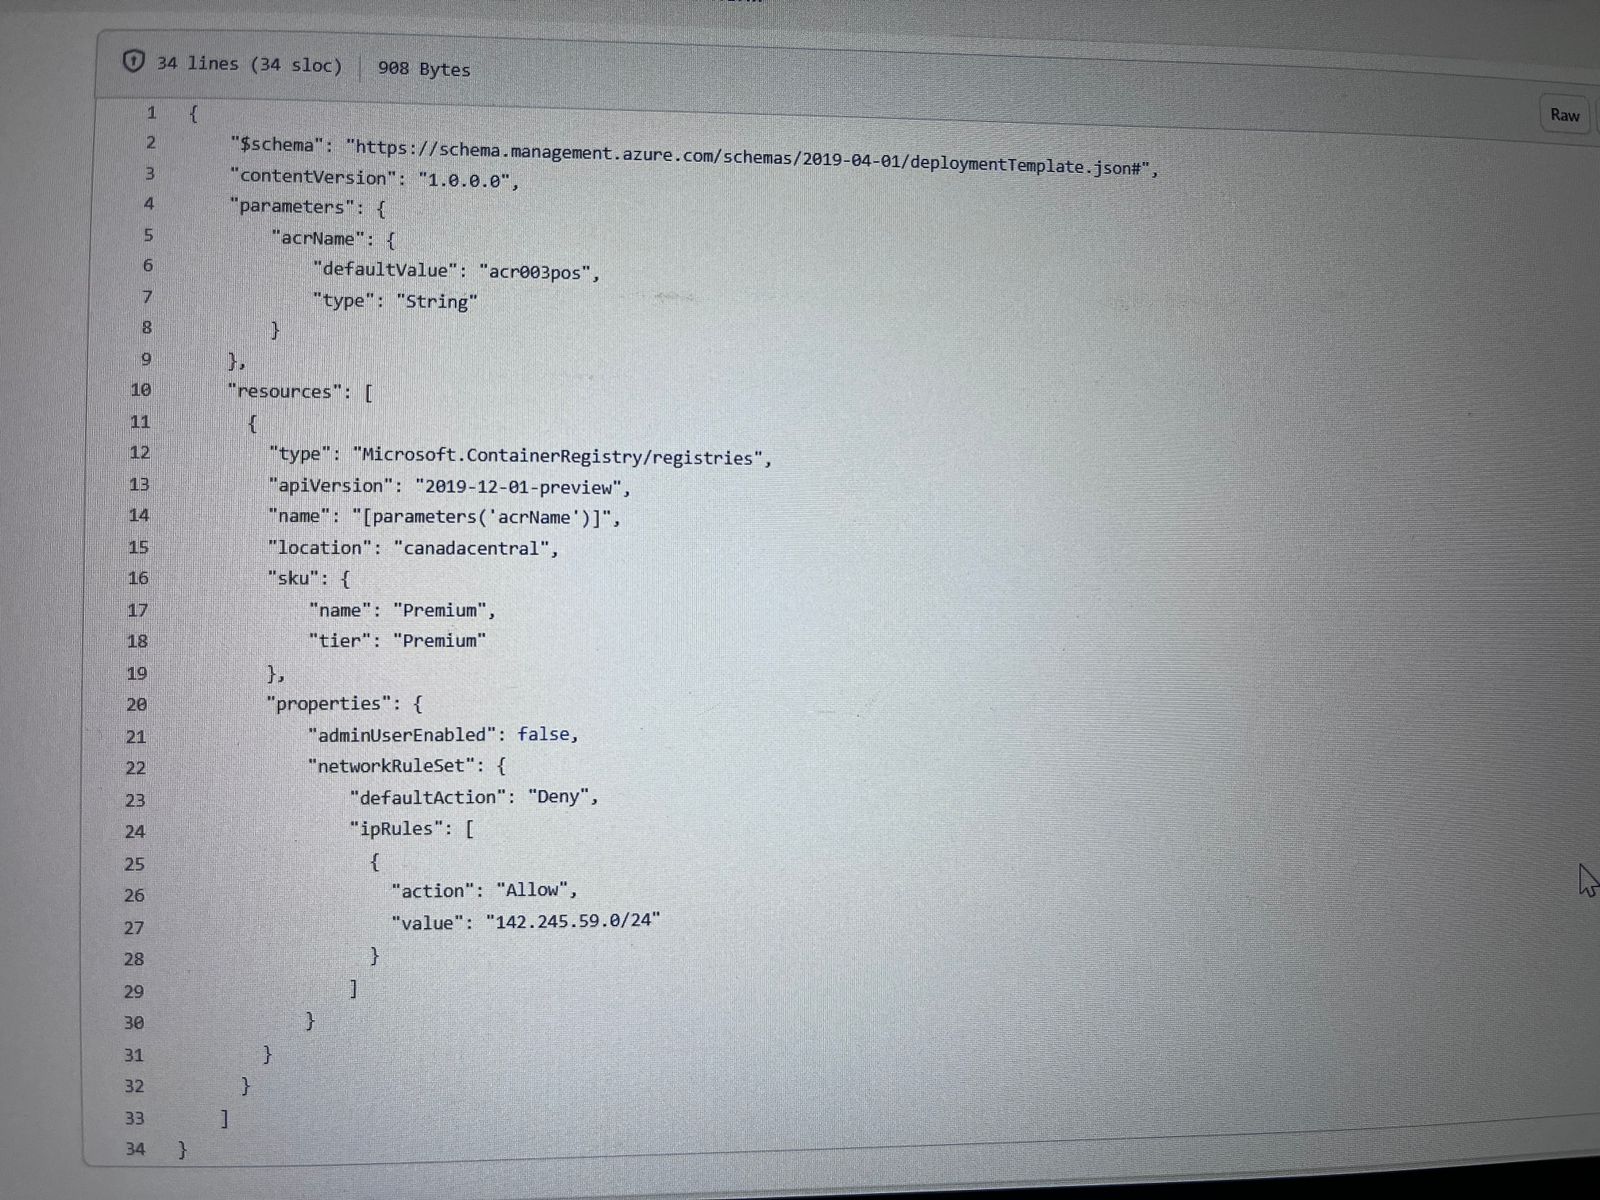 34 lines (34 sloc) 908 Bytes
Raw
1 {
2 "$schema": "https://schema.management.azure.com/schemas/2019-04-01/deploymentTemplate.json#",
3 "contentVersion": "1.0.0.0",
4 "parameters": {
5 "acrName": {
6 "defaultValue": "acr003pos",
7 "type": "String"
8 }
9 },
10 "resources": [
11 {
12 "type": "Microsoft.ContainerRegistry/registries",
13 "apiVersion": "2019-12-01-preview",
14 "name": "[parameters('acrName')]",
15 "location": "canadacentral",
16 "sku": {
17 "name": "Premium",
18 "tier": "Premium"
19 },
20 "properties": {
21 "adminUserEnabled": false,
22 "networkRuleSet": {
23 "defaultAction": "Deny",
24 "ipRules": [
25 {
26 "action": "Allow",
27 "value": "142.245.59.0/24"
28 }
29 ]
30 }
31 }
32 }
33 ]
34 }